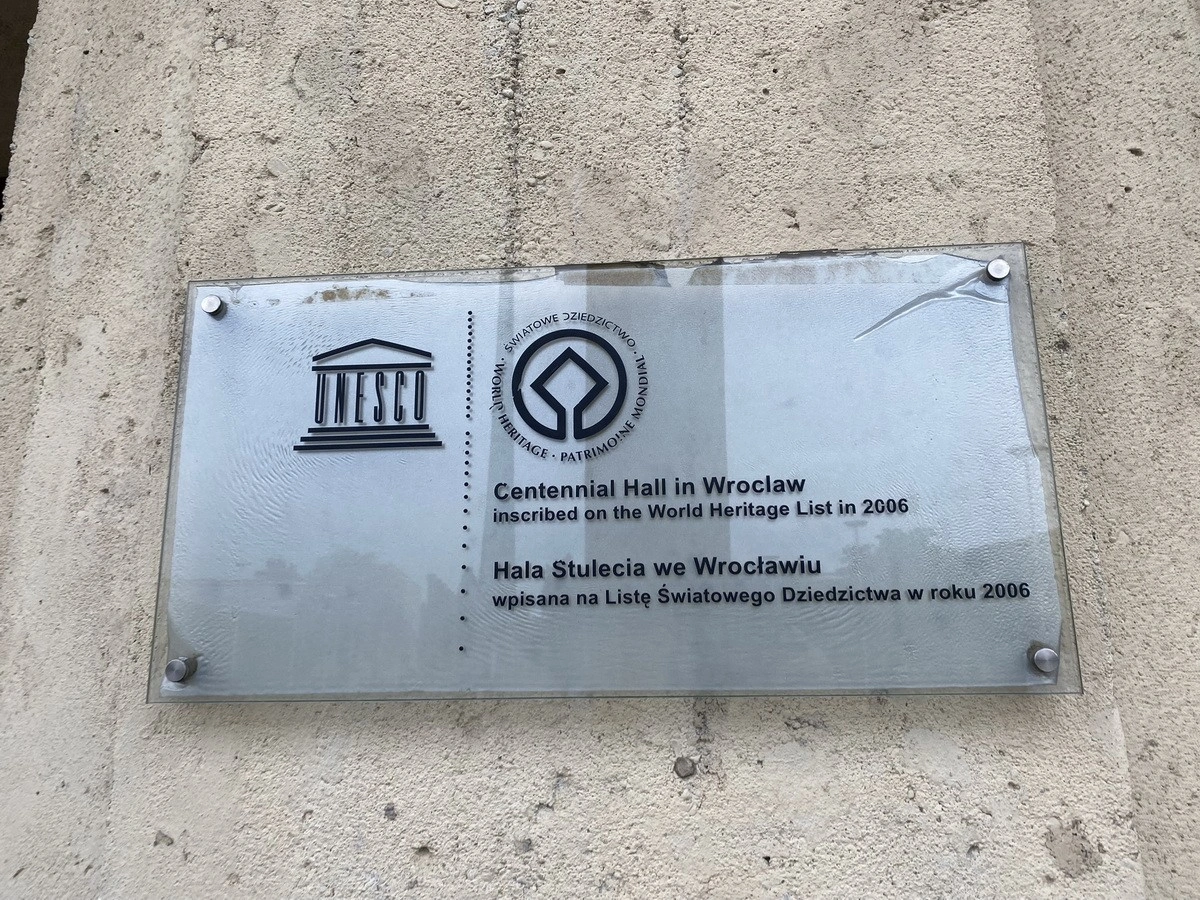 UNESCO
ŚWIATOWE DZIEDZICTWO · WORLD HERITAGE · PATRIMOINE MONDIAL ·
Centennial Hall in Wroclaw
inscribed on the World Heritage List in 2006
Hala Stulecia we Wrocławiu
wpisana na Listę Światowego Dziedzictwa w roku 2006